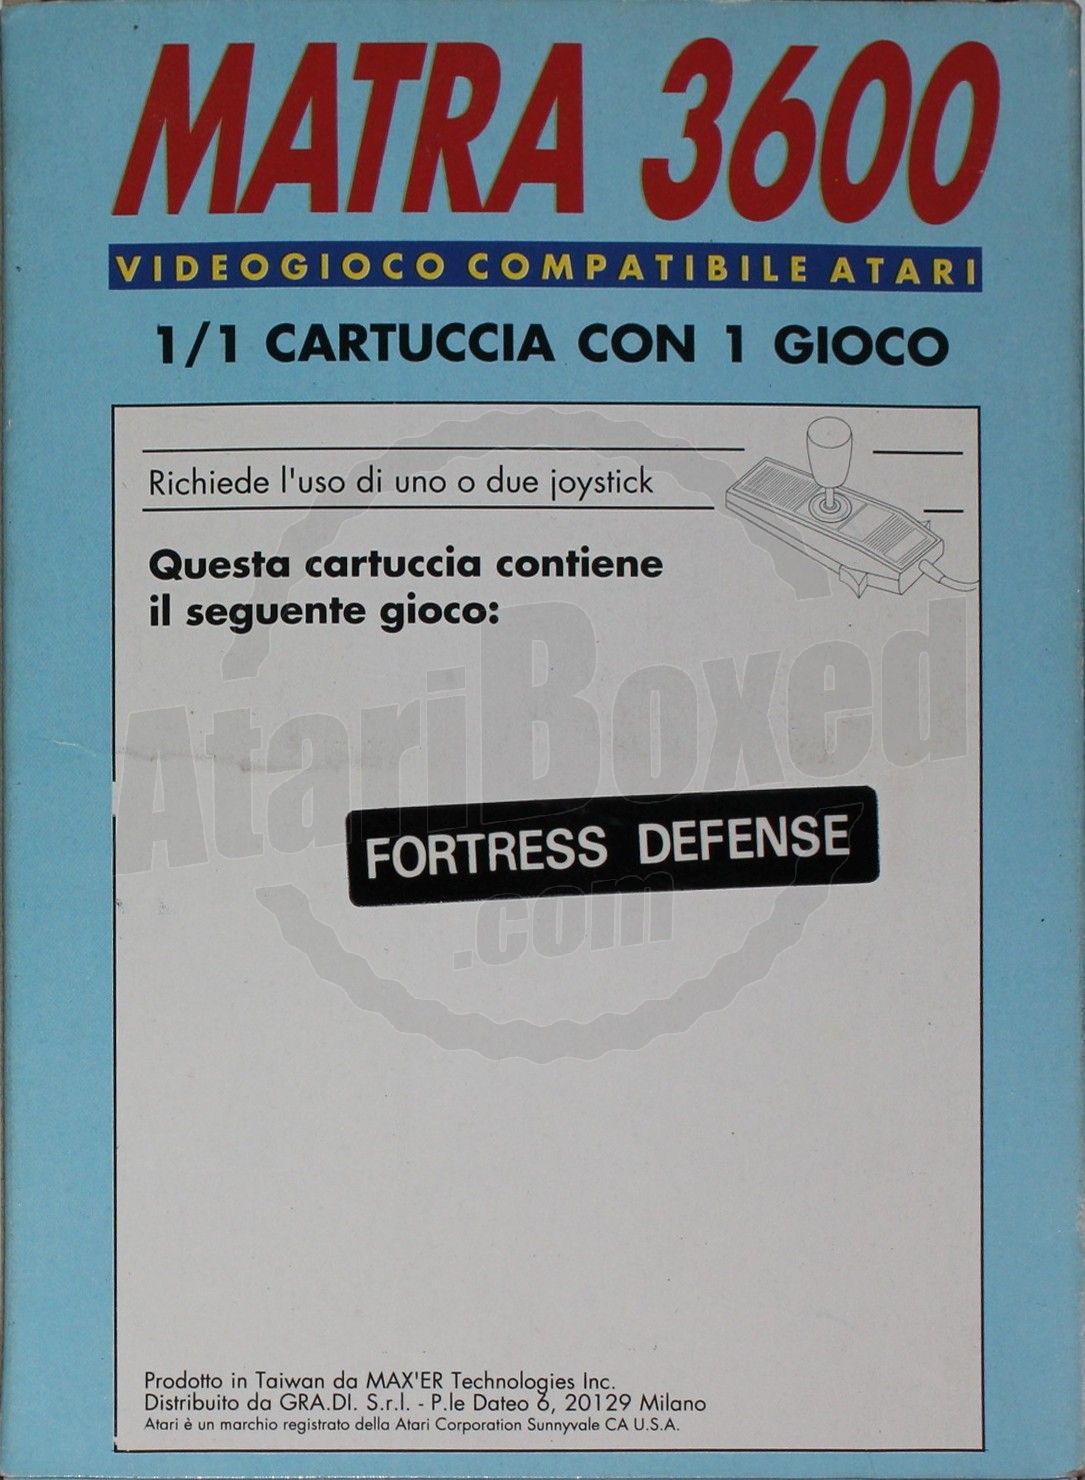 MATRA 3600
VIDEOGIOCO COMPATIBILE ATARI
1/1 CARTUCCIA CON 1 GIOCO
Richiede l'uso di uno o due joystick
Questa cartuccia contiene
il seguente gioco:
AtariBoxed
.com
FORTRESS DEFENSE
Prodotto in Taiwan da MAX'ER Technologies Inc.
Distribuito da GRA.DI. S.r.l. - P.le Dateo 6, 20129 Milano
Atari è un marchio registrato della Atari Corporation Sunnyvale CA U.S.A.